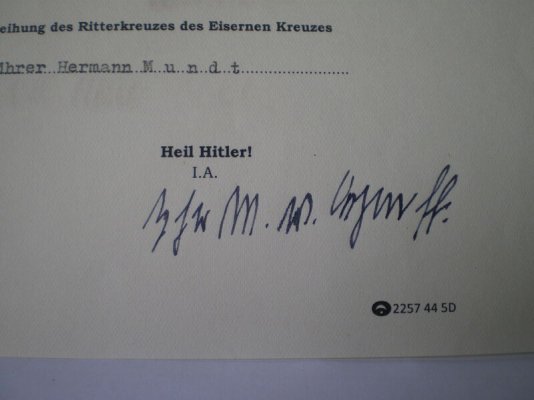 eihung des Ritterkreuzes des Eisernen Kreuzes
ührer Hermann M u n d t
Heil Hitler!
I.A.
2257 44 5D